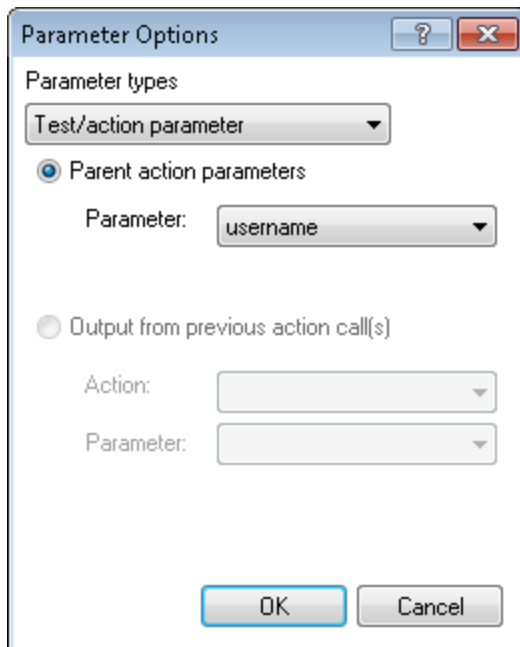 Parameter Options
Parameter types
Test/action parameter
Parent action parameters
Parameter: username
Output from previous action call(s)
Action:
Parameter:
OK Cancel